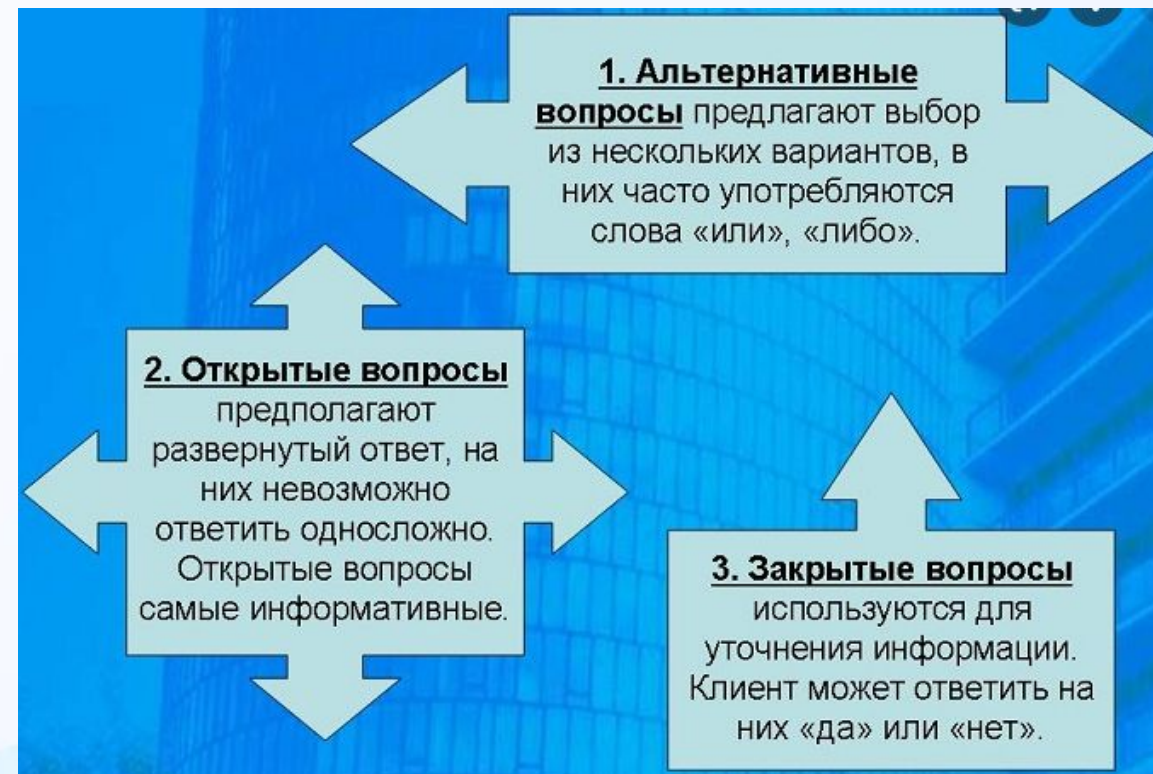 1. Альтернативные
вопросы предлагают выбор
из нескольких вариантов, в
них часто употребляются
слова «или», «либо».
2. Открытые вопросы
предполагают
развернутый ответ, на
них невозможно
ответить односложно.
Открытые вопросы
самые информативные.
3. Закрытые вопросы
используются для
уточнения информации.
Клиент может ответить на
них «да» или «нет».